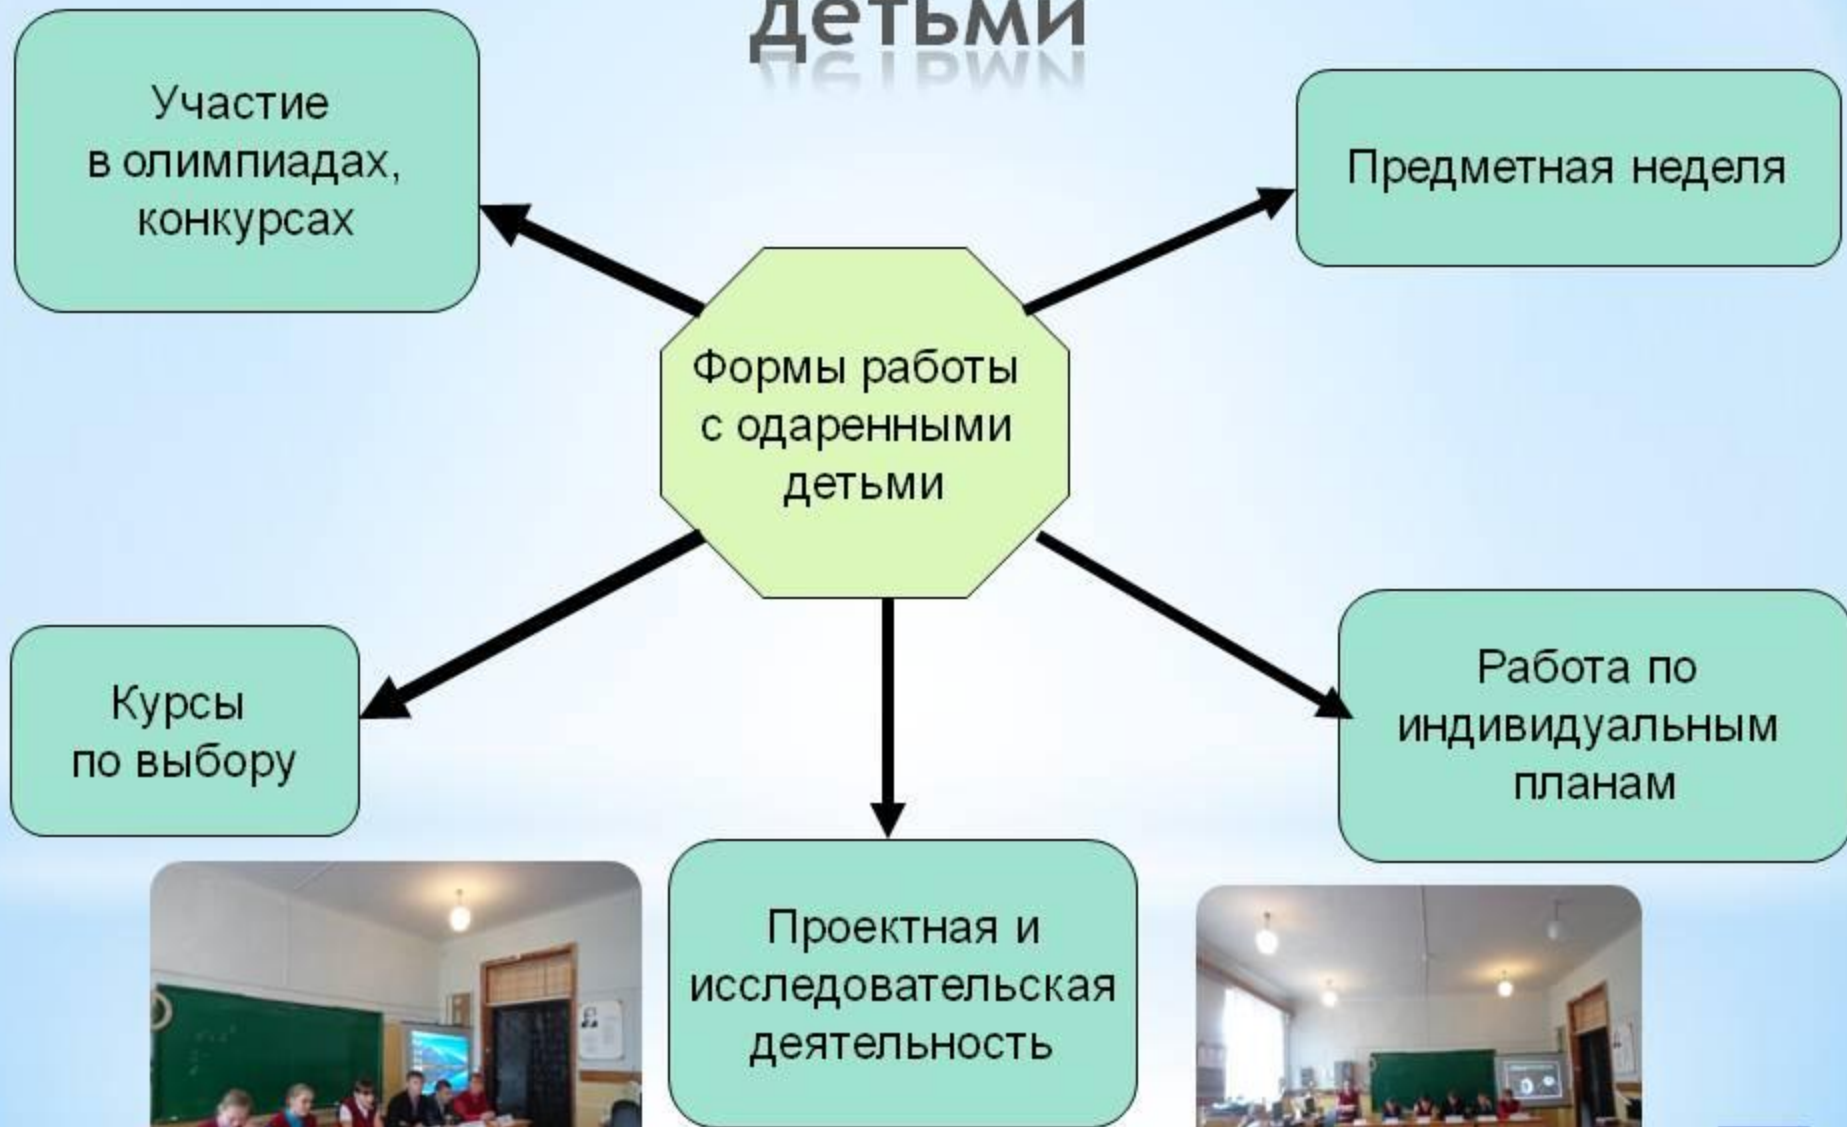 детьми
Участие
в олимпиадах,
конкурсах
Предметная неделя
Формы работы
с одаренными
детьми
Курсы
по выбору
Работа по
индивидуальным
планам
Проектная и
исследовательская
деятельность